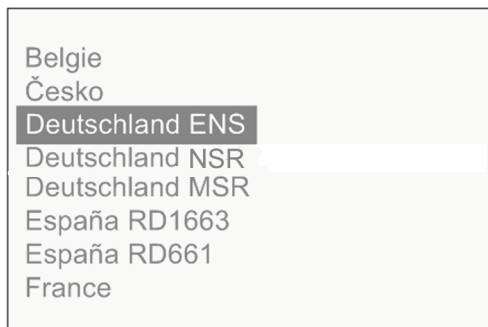 Belgie
Česko
Deutschland ENS
Deutschland NSR
Deutschland MSR
España RD1663
España RD661
France